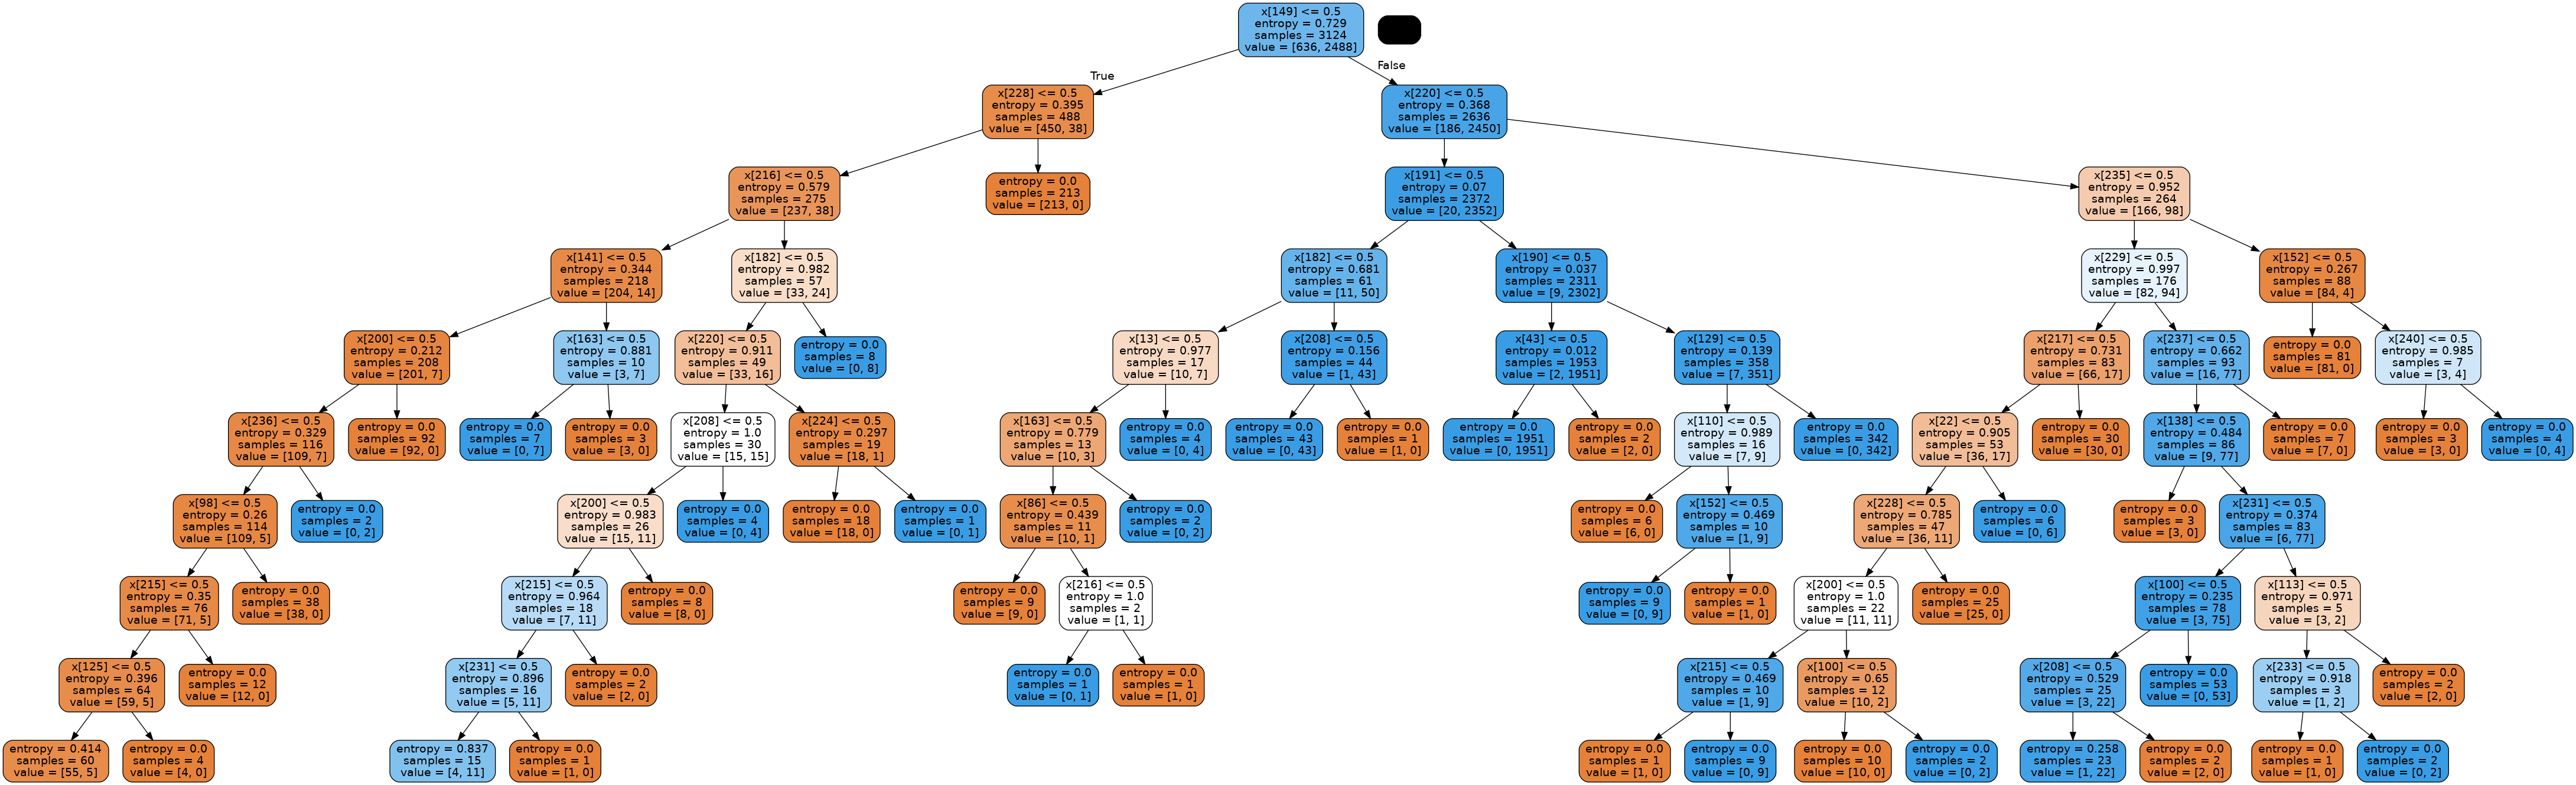 x[149] <= 0.5
entropy = 0.729
samples = 3124
value = [636, 2488]
True
False
x[228] <= 0.5
entropy = 0.395
samples = 488
value = [450, 38]
x[220] <= 0.5
entropy = 0.368
samples = 2636
value = [186, 2450]
x[216] <= 0.5
entropy = 0.579
samples = 275
value = [237, 38]
entropy = 0.0
samples = 213
value = [213, 0]
x[191] <= 0.5
entropy = 0.07
samples = 2372
value = [20, 2352]
x[235] <= 0.5
entropy = 0.952
samples = 264
value = [166, 98]
x[141] <= 0.5
entropy = 0.344
samples = 218
value = [204, 14]
x[182] <= 0.5
entropy = 0.982
samples = 57
value = [33, 24]
x[182] <= 0.5
entropy = 0.681
samples = 61
value = [11, 50]
x[190] <= 0.5
entropy = 0.037
samples = 2311
value = [9, 2302]
x[229] <= 0.5
entropy = 0.997
samples = 176
value = [82, 94]
x[152] <= 0.5
entropy = 0.267
samples = 88
value = [84, 4]
x[200] <= 0.5
entropy = 0.212
samples = 208
value = [201, 7]
x[163] <= 0.5
entropy = 0.881
samples = 10
value = [3, 7]
x[220] <= 0.5
entropy = 0.911
samples = 49
value = [33, 16]
entropy = 0.0
samples = 8
value = [0, 8]
x[13] <= 0.5
entropy = 0.977
samples = 17
value = [10, 7]
x[208] <= 0.5
entropy = 0.156
samples = 44
value = [1, 43]
x[43] <= 0.5
entropy = 0.012
samples = 1953
value = [2, 1951]
x[129] <= 0.5
entropy = 0.139
samples = 358
value = [7, 351]
x[217] <= 0.5
entropy = 0.731
samples = 83
value = [66, 17]
x[237] <= 0.5
entropy = 0.662
samples = 93
value = [16, 77]
entropy = 0.0
samples = 81
value = [81, 0]
x[240] <= 0.5
entropy = 0.985
samples = 7
value = [3, 4]
x[236] <= 0.5
entropy = 0.329
samples = 116
value = [109, 7]
entropy = 0.0
samples = 92
value = [92, 0]
entropy = 0.0
samples = 7
value = [0, 7]
entropy = 0.0
samples = 3
value = [3, 0]
x[208] <= 0.5
entropy = 1.0
samples = 30
value = [15, 15]
x[224] <= 0.5
entropy = 0.297
samples = 19
value = [18, 1]
x[163] <= 0.5
entropy = 0.779
samples = 13
value = [10, 3]
entropy = 0.0
samples = 4
value = [0, 4]
entropy = 0.0
samples = 43
value = [0, 43]
entropy = 0.0
samples = 1
value = [1, 0]
entropy = 0.0
samples = 1951
value = [0, 1951]
entropy = 0.0
samples = 2
value = [2, 0]
x[110] <= 0.5
entropy = 0.989
samples = 16
value = [7, 9]
entropy = 0.0
samples = 342
value = [0, 342]
x[22] <= 0.5
entropy = 0.905
samples = 53
value = [36, 17]
entropy = 0.0
samples = 30
value = [30, 0]
x[138] <= 0.5
entropy = 0.484
samples = 86
value = [9, 77]
entropy = 0.0
samples = 7
value = [7, 0]
entropy = 0.0
samples = 3
value = [3, 0]
entropy = 0.0
samples = 4
value = [0, 4]
x[98] <= 0.5
entropy = 0.26
samples = 114
value = [109, 5]
entropy = 0.0
samples = 2
value = [0, 2]
x[200] <= 0.5
entropy = 0.983
samples = 26
value = [15, 11]
entropy = 0.0
samples = 4
value = [0, 4]
entropy = 0.0
samples = 18
value = [18, 0]
entropy = 0.0
samples = 1
value = [0, 1]
x[86] <= 0.5
entropy = 0.439
samples = 11
value = [10, 1]
entropy = 0.0
samples = 2
value = [0, 2]
entropy = 0.0
samples = 6
value = [6, 0]
x[152] <= 0.5
entropy = 0.469
samples = 10
value = [1, 9]
x[228] <= 0.5
entropy = 0.785
samples = 47
value = [36, 11]
entropy = 0.0
samples = 6
value = [0, 6]
entropy = 0.0
samples = 3
value = [3, 0]
x[231] <= 0.5
entropy = 0.374
samples = 83
value = [6, 77]
x[215] <= 0.5
entropy = 0.35
samples = 76
value = [71, 5]
entropy = 0.0
samples = 38
value = [38, 0]
x[215] <= 0.5
entropy = 0.964
samples = 18
value = [7, 11]
entropy = 0.0
samples = 8
value = [8, 0]
entropy = 0.0
samples = 9
value = [9, 0]
x[216] <= 0.5
entropy = 1.0
samples = 2
value = [1, 1]
entropy = 0.0
samples = 9
value = [0, 9]
entropy = 0.0
samples = 1
value = [1, 0]
x[200] <= 0.5
entropy = 1.0
samples = 22
value = [11, 11]
entropy = 0.0
samples = 25
value = [25, 0]
x[100] <= 0.5
entropy = 0.235
samples = 78
value = [3, 75]
x[113] <= 0.5
entropy = 0.971
samples = 5
value = [3, 2]
x[125] <= 0.5
entropy = 0.396
samples = 64
value = [59, 5]
entropy = 0.0
samples = 12
value = [12, 0]
x[231] <= 0.5
entropy = 0.896
samples = 16
value = [5, 11]
entropy = 0.0
samples = 2
value = [2, 0]
entropy = 0.0
samples = 1
value = [0, 1]
entropy = 0.0
samples = 1
value = [1, 0]
x[215] <= 0.5
entropy = 0.469
samples = 10
value = [1, 9]
x[100] <= 0.5
entropy = 0.65
samples = 12
value = [10, 2]
x[208] <= 0.5
entropy = 0.529
samples = 25
value = [3, 22]
entropy = 0.0
samples = 53
value = [0, 53]
x[233] <= 0.5
entropy = 0.918
samples = 3
value = [1, 2]
entropy = 0.0
samples = 2
value = [2, 0]
entropy = 0.414
samples = 60
value = [55, 5]
entropy = 0.0
samples = 4
value = [4, 0]
entropy = 0.837
samples = 15
value = [4, 11]
entropy = 0.0
samples = 1
value = [1, 0]
entropy = 0.0
samples = 1
value = [1, 0]
entropy = 0.0
samples = 9
value = [0, 9]
entropy = 0.0
samples = 10
value = [10, 0]
entropy = 0.0
samples = 2
value = [0, 2]
entropy = 0.258
samples = 23
value = [1, 22]
entropy = 0.0
samples = 2
value = [2, 0]
entropy = 0.0
samples = 1
value = [1, 0]
entropy = 0.0
samples = 2
value = [0, 2]